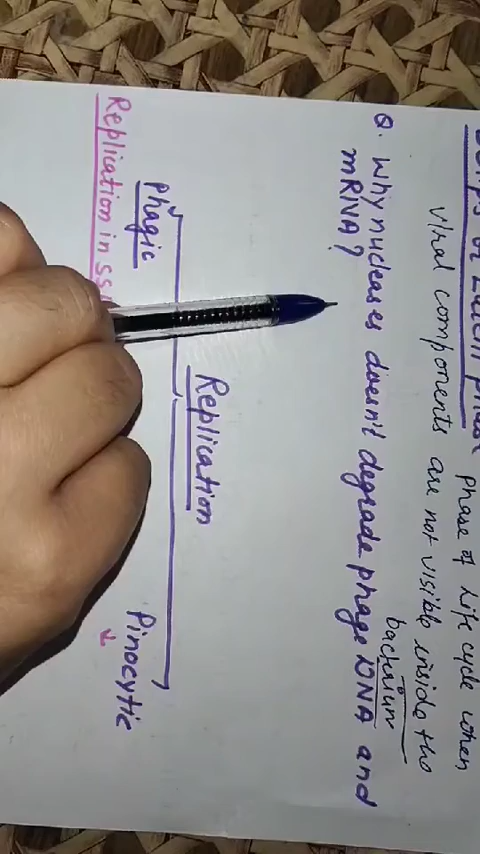 Phase
phase of life cycle when
viral components are not visible inside the
bacterium
Q. Why nucleases doesn't degrade phage DNA and
mRNA?
Replication
Phagic
Pinocytic
Replication in ss